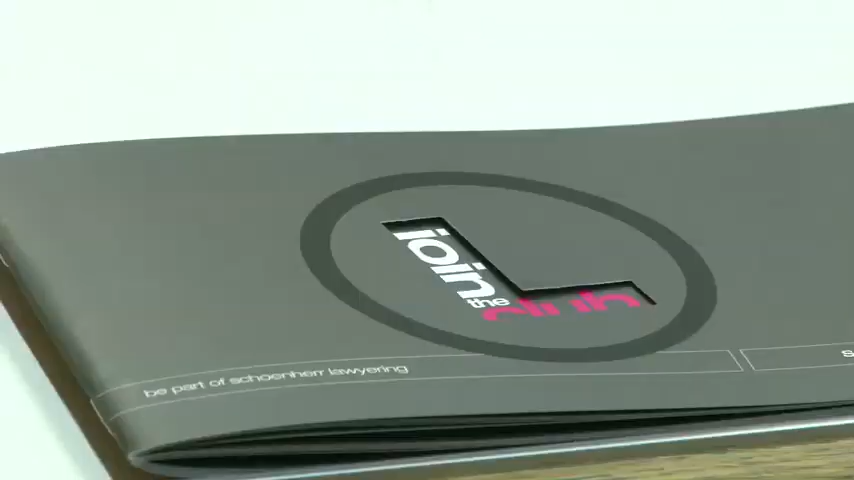 join
the
club
be part of schoenherr lawyering
S